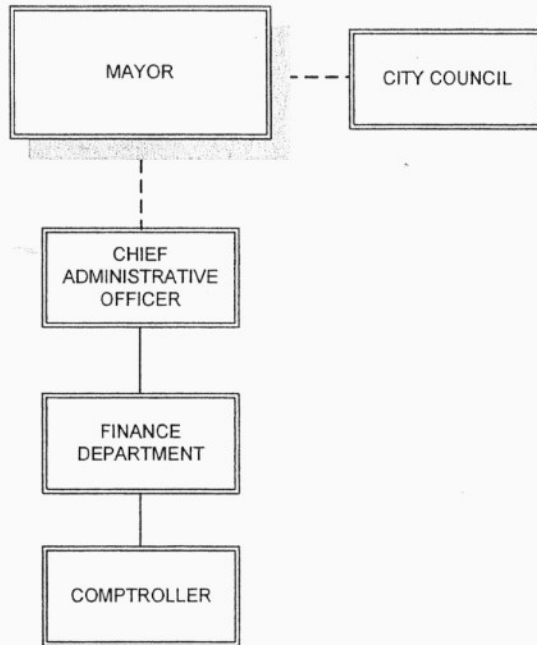 MAYOR
CITY COUNCIL
CHIEF
ADMINISTRATIVE
OFFICER
FINANCE
DEPARTMENT
COMPTROLLER